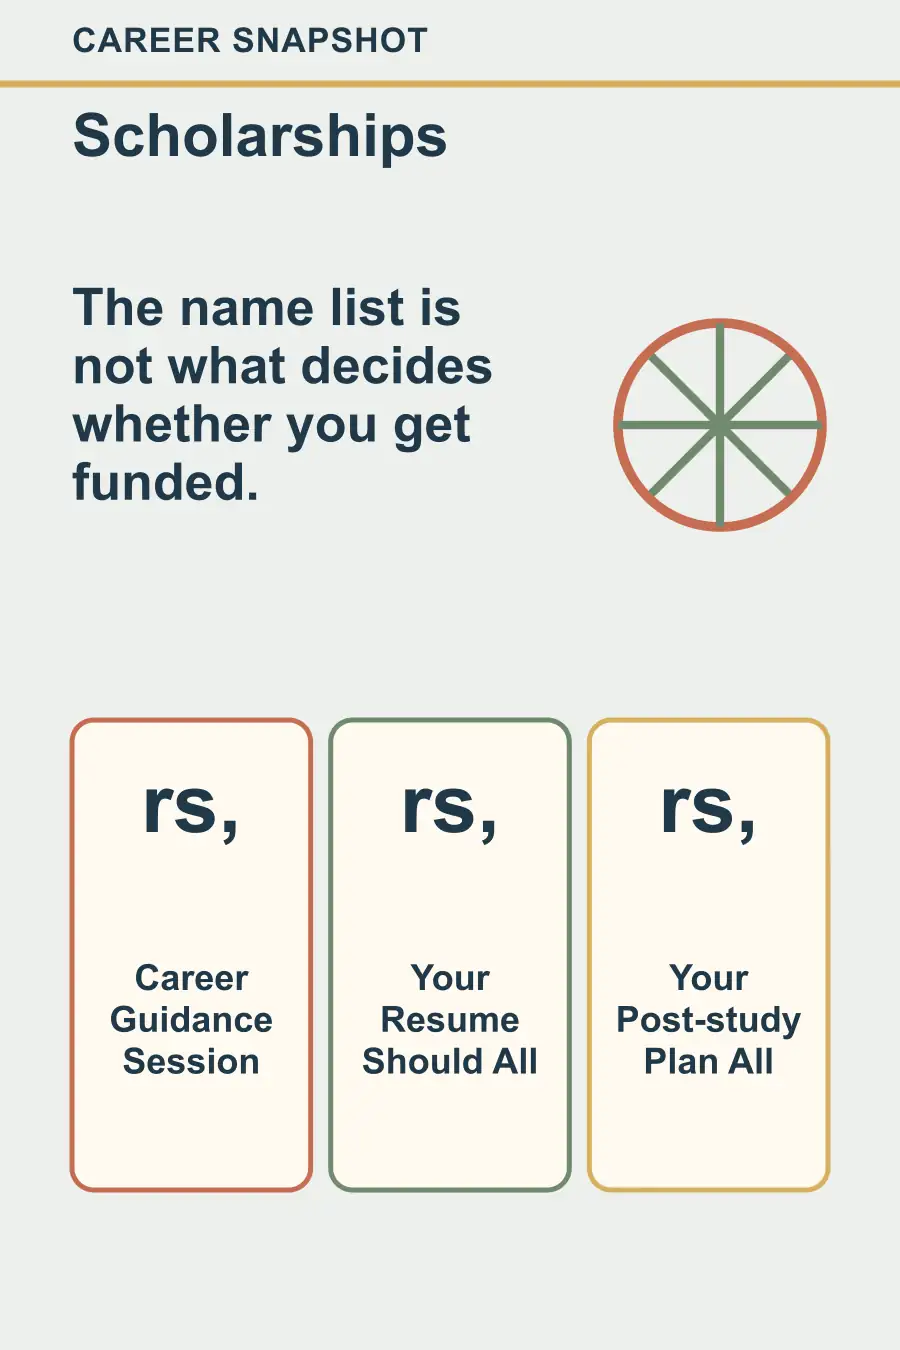 CAREER SNAPSHOT
Scholarships
The name list is
not what decides
whether you get
funded.
rs,
Career
Guidance
Session
rs,
Your
Resume
Should All
rs,
Your
Post-study
Plan All